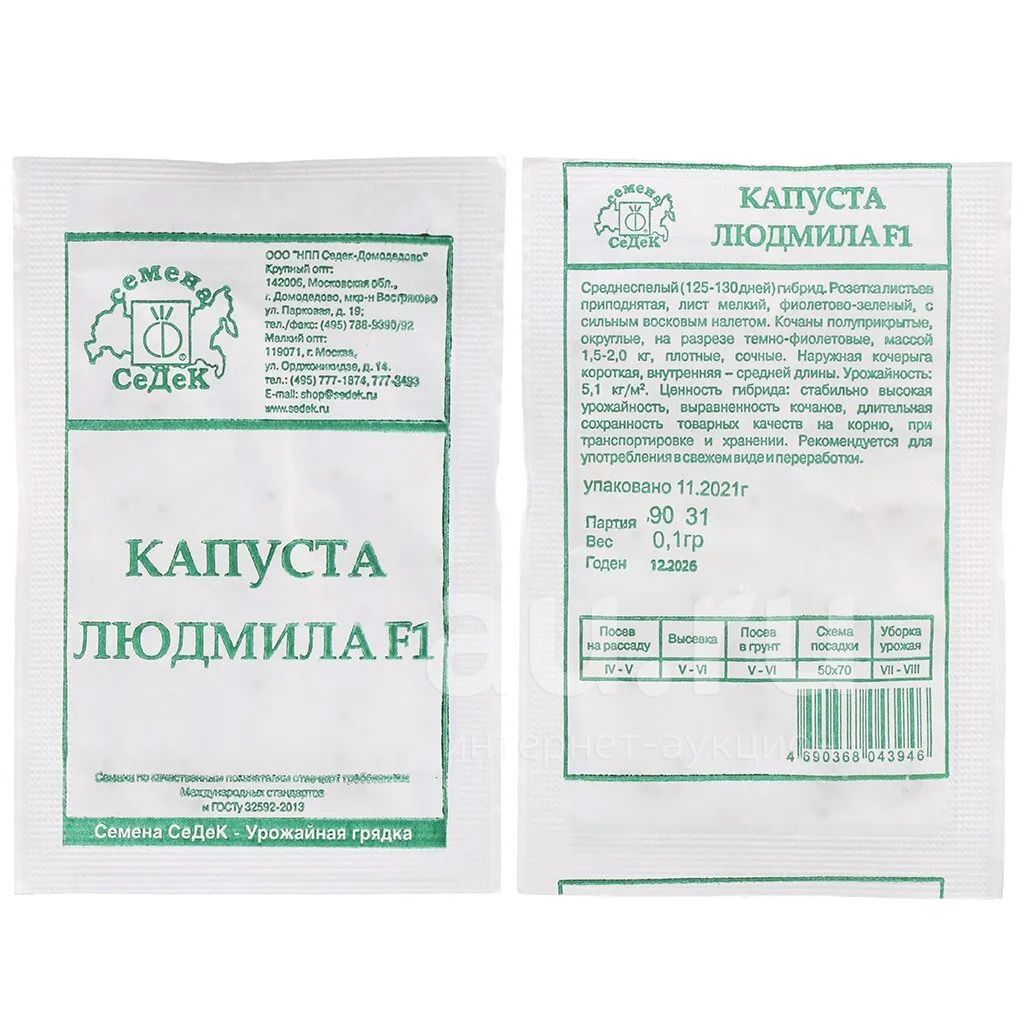 семена
СеДеК
ООО "НПП Седек-Домодедово"
Крупный опт:
142006, Московская обл.,
г. Домодедово, мкр-н Востряково
ул. Парковая, д. 19;
тел./факс: (495) 788-9390/92
Мелкий опт:
119071, г. Москва,
ул. Орджоникидзе, д. 14.
тел.: (495) 777-1874, 777-3493
E-mail: shop@sedek.ru
www.sedek.ru
КАПУСТА
ЛЮДМИЛА F1
Семена по качественным показателям отвечают требованиям
Международных стандартов
и ГОСТу 32592-2013
Семена СеДеК - Урожайная грядка
семена
СеДеК
КАПУСТА
ЛЮДМИЛА F1
Среднеспелый (125-130 дней) гибрид. Розетка листьев
приподнятая, лист мелкий, фиолетово-зеленый, с
сильным восковым налетом. Кочаны полуприкрытые,
округлые, на разрезе темно-фиолетовые, массой
1,5-2,0 кг, плотные, сочные. Наружная кочерыга
короткая, внутренняя – средней длины. Урожайность:
5,1 кг/м². Ценность гибрида: стабильно высокая
урожайность, выравненность кочанов, длительная
сохранность товарных качеств на корню, при
транспортировке и хранении. Рекомендуется для
употребления в свежем виде и переработки.
упаковано 11.2021г
Партия 90 31
Вес 0,1гр
Годен 12.2026
Посев на рассаду Высевка Посев в грунт Схема посадки Уборка урожая
IV - V V - VI V - VI 50х70 VII - VIII
4 690368 043946
au.ru
интернет-аукцио